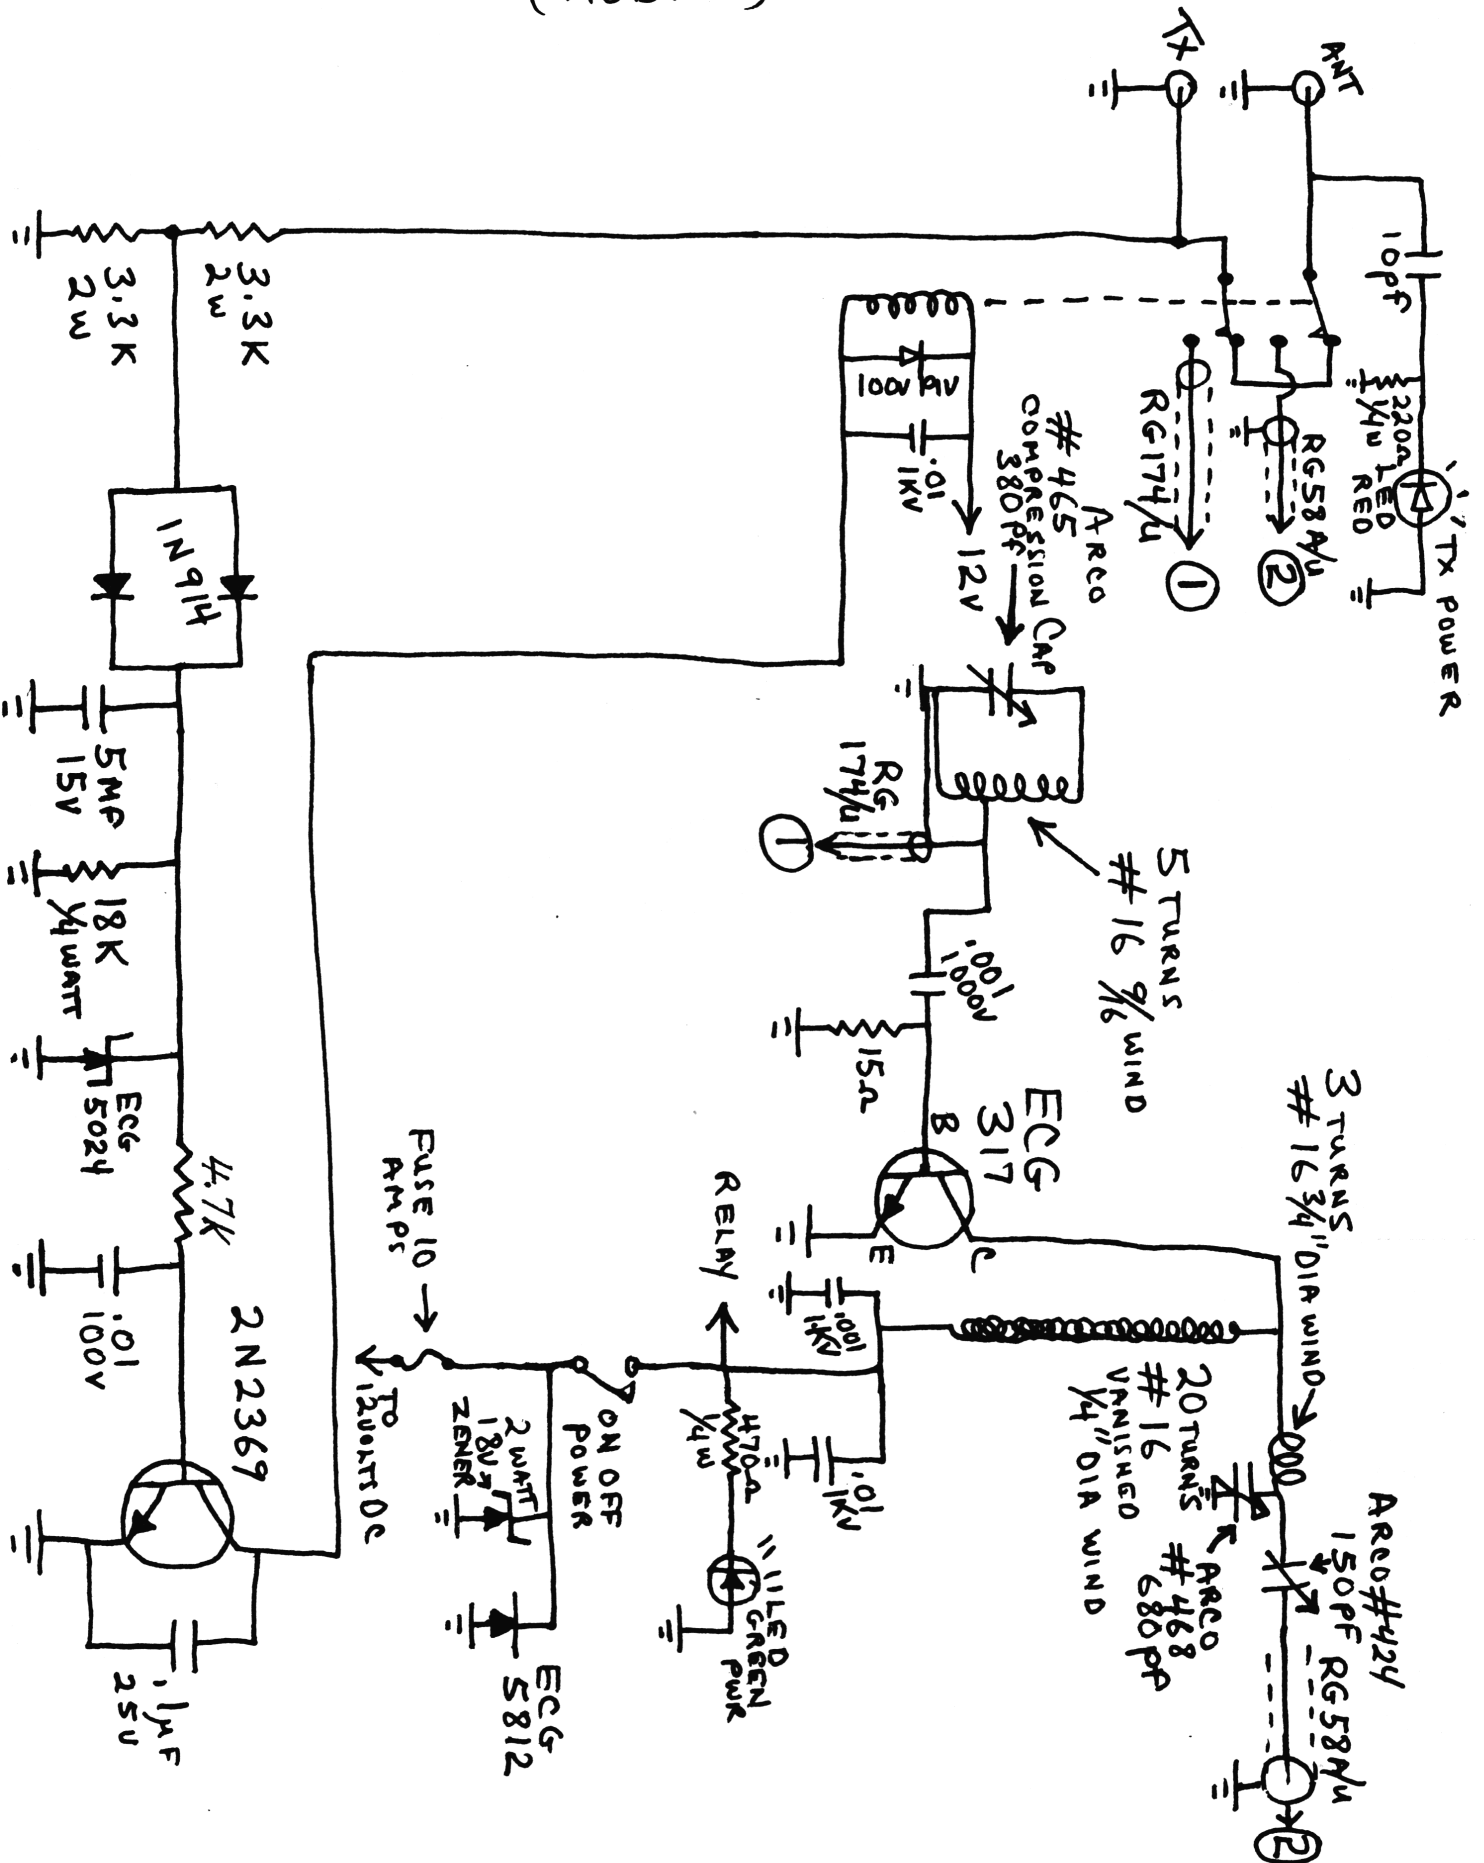 TX
ANT
10pf
220Ω
1/4W
LED
RED
TX POWER
RG58A/u
2
RG174/u
1
3.3K
2W
3.3K
2W
100V 9V
.01
1KV
12V
ARCO
#465
COMPRESSION CAP
380pf
RG
174/u
1
5 TURNS
#16 9/16 WIND
.001
1000V
15Ω
ECG
317
B
C
E
3 TURNS
#16 3/4" DIA WIND
20 TURNS
#16
VANISHED
1/4" DIA WIND
ARCO
#468
680pf
ARCO #424
150PF
RG58A/u
2
.001
1KV
.01
1KV
RELAY
470Ω
1/4W
LED
GREEN
PWR
ON OFF
POWER
2 WATT
18V
ZENER
ECG
5812
FUSE 10
AMPS
TO
12VOLTS DC
1N914
5MF
15V
18K
1/4WATT
ECG
5024
4.7K
.01
100V
2N2369
.1µF
25V